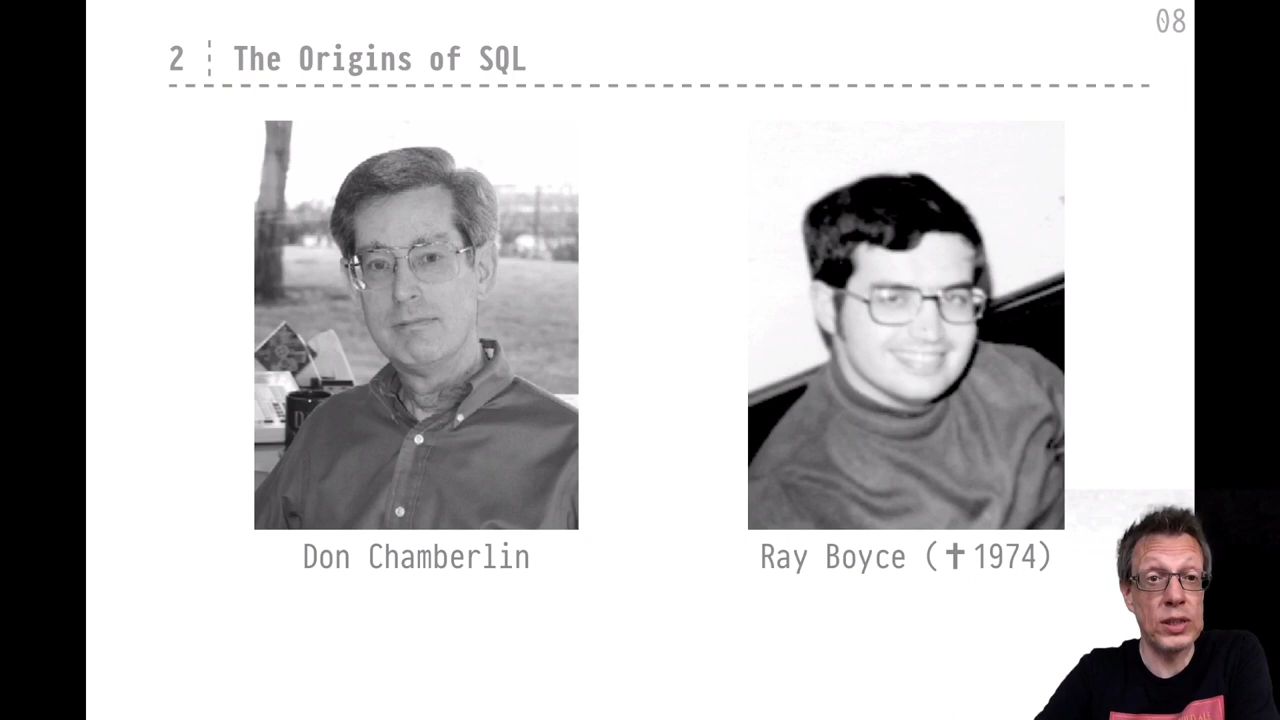 08
2 ┆ The Origins of SQL
Don Chamberlin
Ray Boyce (✝1974)